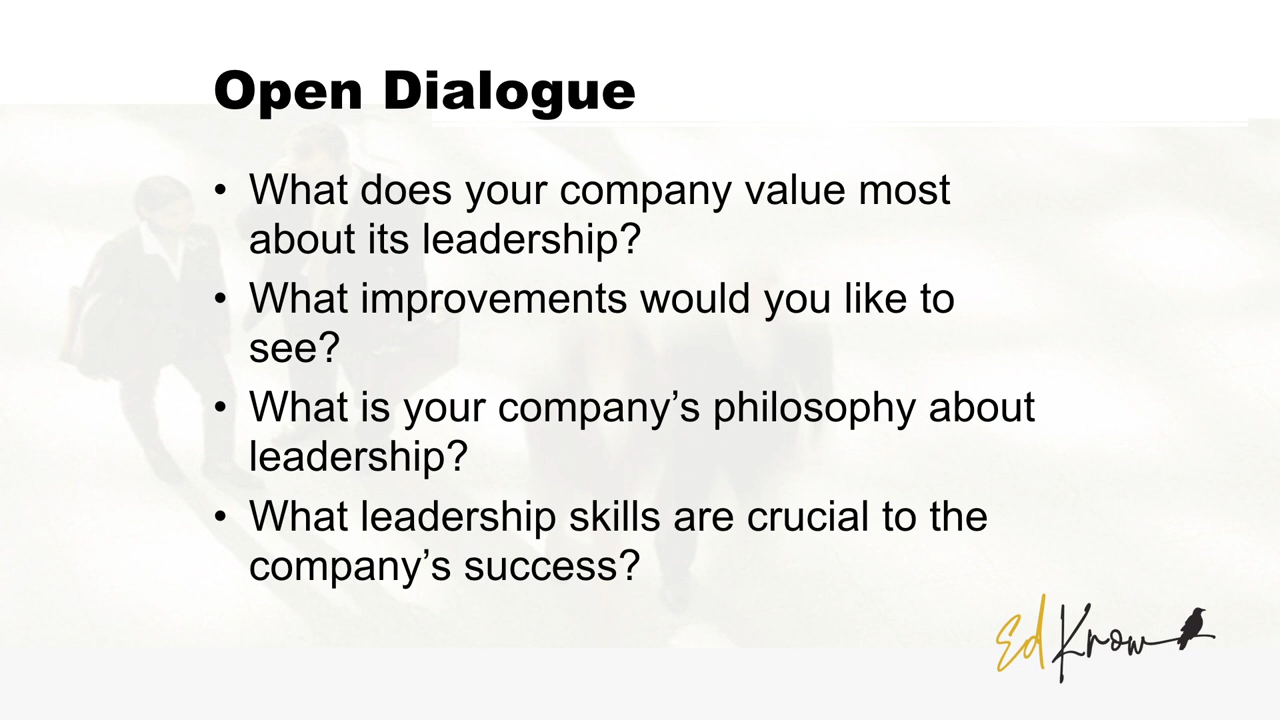 Open Dialogue
• What does your company value most
about its leadership?
• What improvements would you like to
see?
• What is your company’s philosophy about
leadership?
• What leadership skills are crucial to the
company’s success?
Ed Know